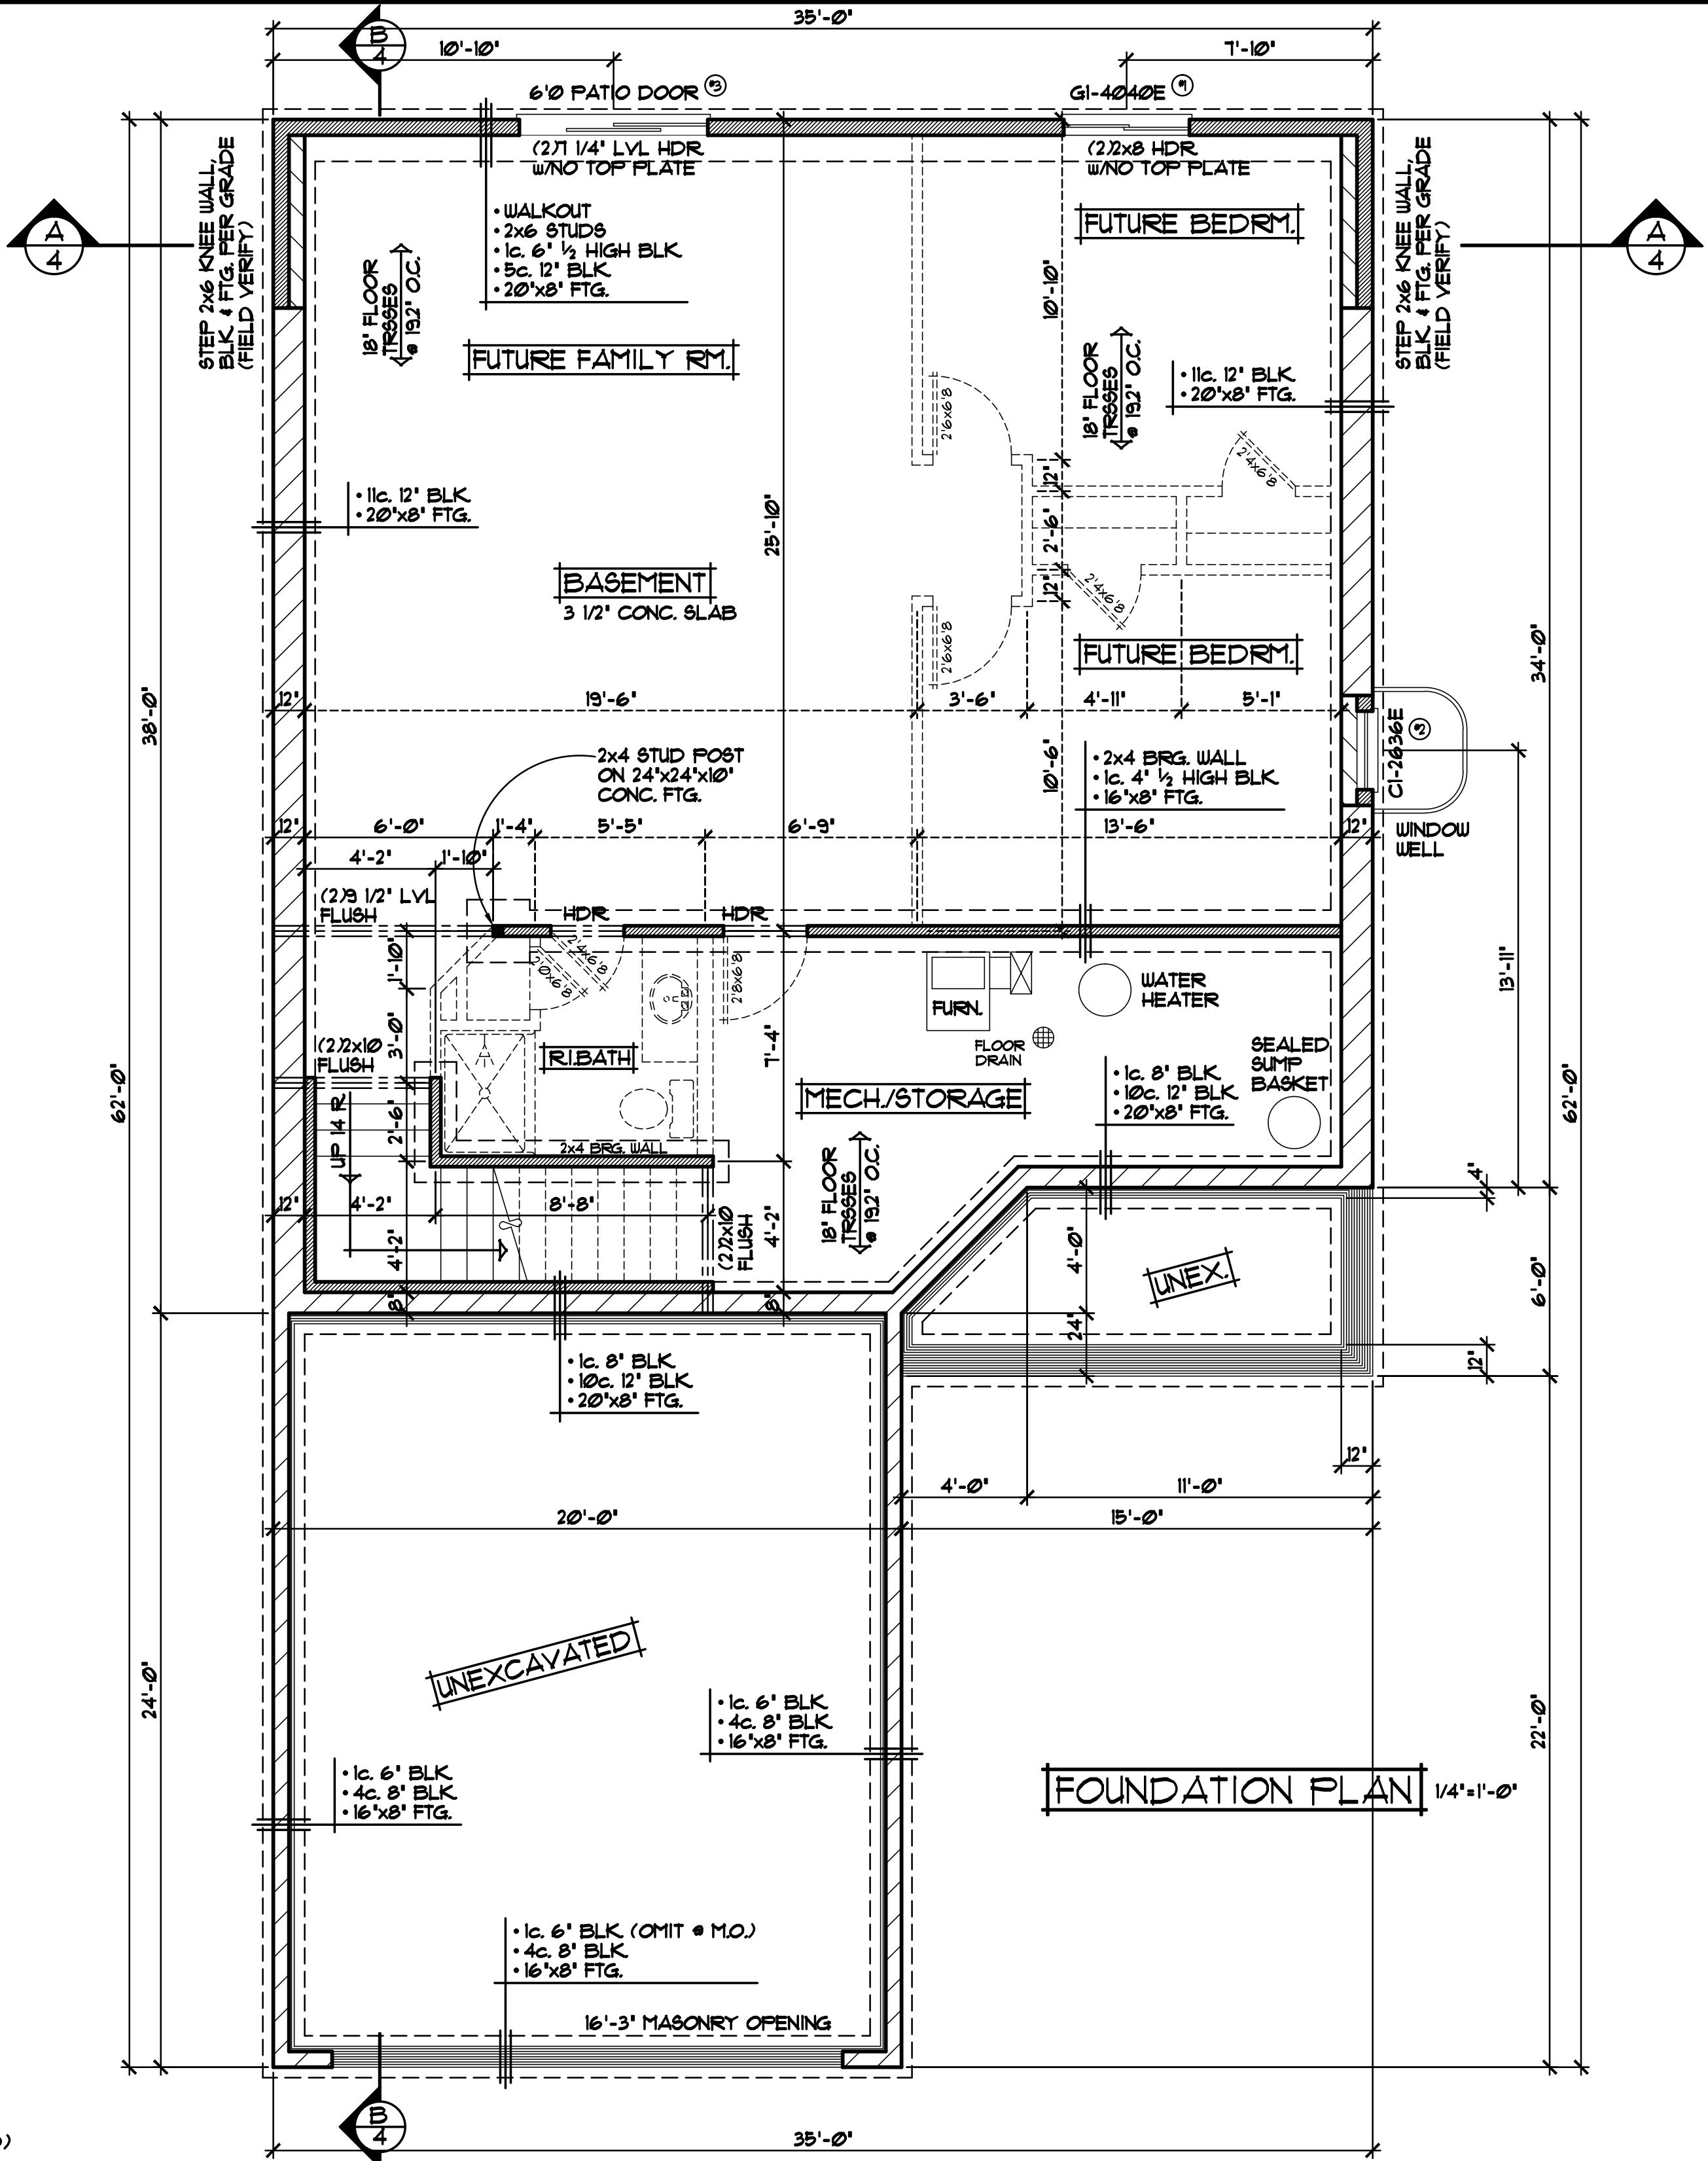 35'-0"
B
4
10'-10"
7'-10"
6'0 PATIO DOOR #3
G1-4040E #1
(2)7 1/4" LVL HDR
w/NO TOP PLATE
(2)2x8 HDR
w/NO TOP PLATE
STEP 2x6 KNEE WALL,
BLK. & FTG. PER GRADE
(FIELD VERIFY)
STEP 2x6 KNEE WALL,
BLK. & FTG. PER GRADE
(FIELD VERIFY)
A
4
A
4
• WALKOUT
• 2x6 STUDS
• 1c. 6" ½ HIGH BLK.
• 5c. 12" BLK.
• 20"x8" FTG.
FUTURE BEDRM.
18" FLOOR
TRSSES
@ 19.2" O.C.
10'-10"
FUTURE FAMILY RM.
18" FLOOR
TRSSES
@ 19.2" O.C.
• 11c. 12" BLK.
• 20"x8" FTG.
2'6x6'8
2'4x6'8
12"
• 11c. 12" BLK.
• 20"x8" FTG.
25'-10"
2'-6"
BASEMENT
3 1/2" CONC. SLAB
12"
2'4x6'8
2'6x6'8
FUTURE BEDRM.
38'-0"
34'-0"
12"
19'-6"
3'-6"
4'-11"
5'-1"
C1-2636E #2
2x4 STUD POST
ON 24"x24"x10"
CONC. FTG.
10'-6"
• 2x4 BRG. WALL
• 1c. 4" ½ HIGH BLK.
• 16"x8" FTG.
12"
6'-0"
1'-4"
5'-5"
6'-9"
13'-6"
12"
WINDOW
WELL
4'-2"
1'-10"
(2)9 1/2" LVL
FLUSH
HDR
HDR
13'-11"
1'-10"
2'0x6'8
2'4x6'8
2'8x6'8
FURN.
WATER
HEATER
(2)2x10
FLUSH
3'-0"
R.I.BATH
7'-4"
FLOOR
DRAIN
SEALED
SUMP
BASKET
• 1c. 8" BLK.
• 10c. 12" BLK.
• 20"x8" FTG.
MECH./STORAGE
62'-0"
62'-0"
UP 14 R
2'-6"
2x4 BRG. WALL
18" FLOOR
TRSSES
@ 19.2" O.C.
4"
12"
4'-2"
8'-8"
(2)2x10
FLUSH
4'-2"
4'-2"
4'-0"
UNEX.
6'-0"
8"
8"
24"
12"
• 1c. 8" BLK.
• 10c. 12" BLK.
• 20"x8" FTG.
12"
4'-0"
11'-0"
20'-0"
15'-0"
UNEXCAVATED
24'-0"
22'-0"
• 1c. 6" BLK.
• 4c. 8" BLK.
• 16"x8" FTG.
• 1c. 6" BLK.
• 4c. 8" BLK.
• 16"x8" FTG.
FOUNDATION PLAN 1/4"=1'-0"
• 1c. 6" BLK. (OMIT @ M.O.)
• 4c. 8" BLK.
• 16"x8" FTG.
16'-3" MASONRY OPENING
B
4
35'-0"